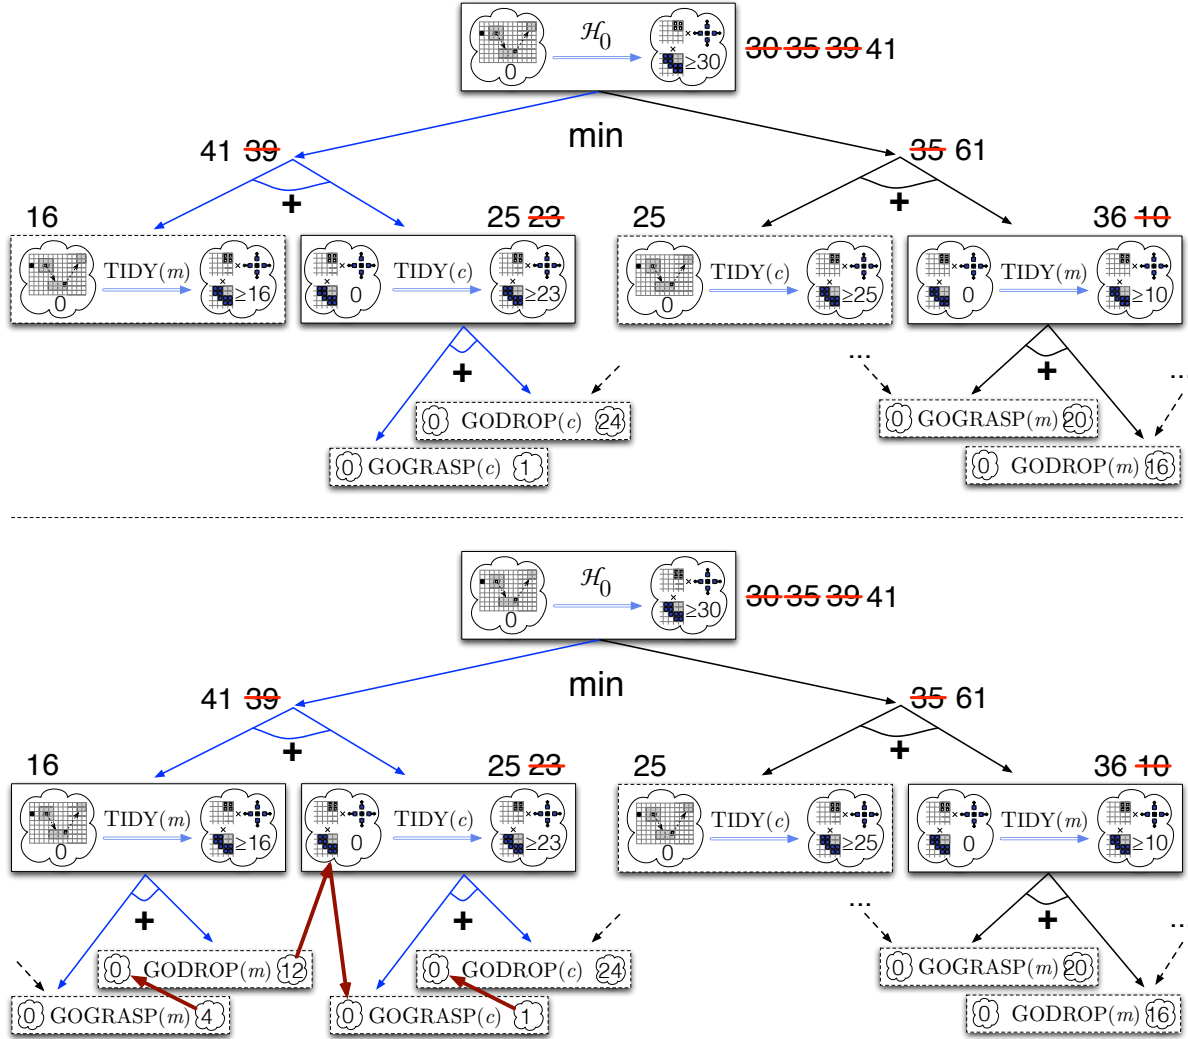 ℋ0
0
≥30
30 35 39 41
min
41 39
35 61
+
+
16
25 23
25
36 10
TIDY(m)
0
≥16
TIDY(c)
0
≥23
TIDY(c)
0
≥25
TIDY(m)
0
≥10
...
...
+
+
0 GODROP(c) 24
0 GOGRASP(m) 20
0 GOGRASP(c) 1
0 GODROP(m) 16
ℋ0
0
≥30
30 35 39 41
min
41 39
35 61
+
+
16
25 23
25
36 10
TIDY(m)
0
≥16
TIDY(c)
0
≥23
TIDY(c)
0
≥25
TIDY(m)
0
≥10
...
..
+
+
+
0 GODROP(m) 12
0 GODROP(c) 24
0 GOGRASP(m) 20
0 GOGRASP(m) 4
0 GOGRASP(c) 1
0 GODROP(m) 16